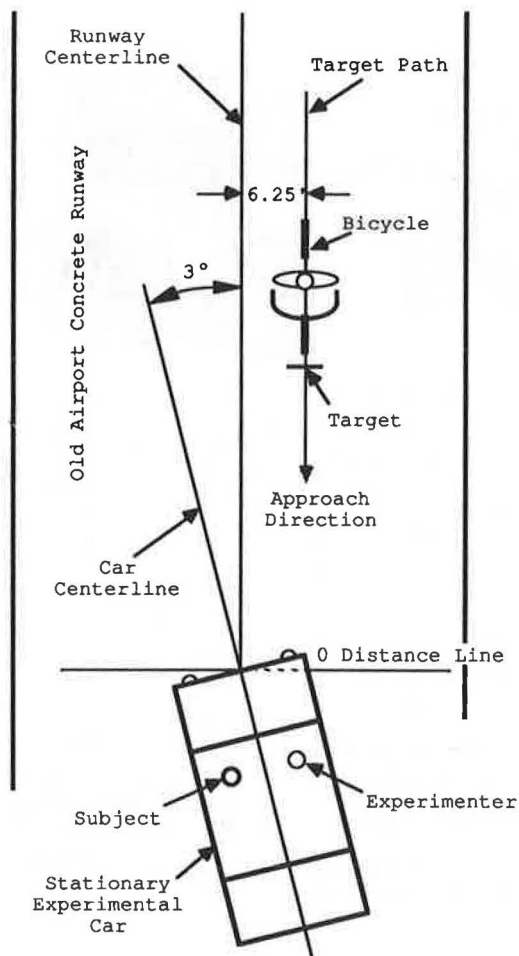 Runway
Centerline
Target Path
Old Airport Concrete Runway
6.25'
Bicycle
3°
Target
Approach
Direction
Car
Centerline
0 Distance Line
Subject
Experimenter
Stationary
Experimental
Car